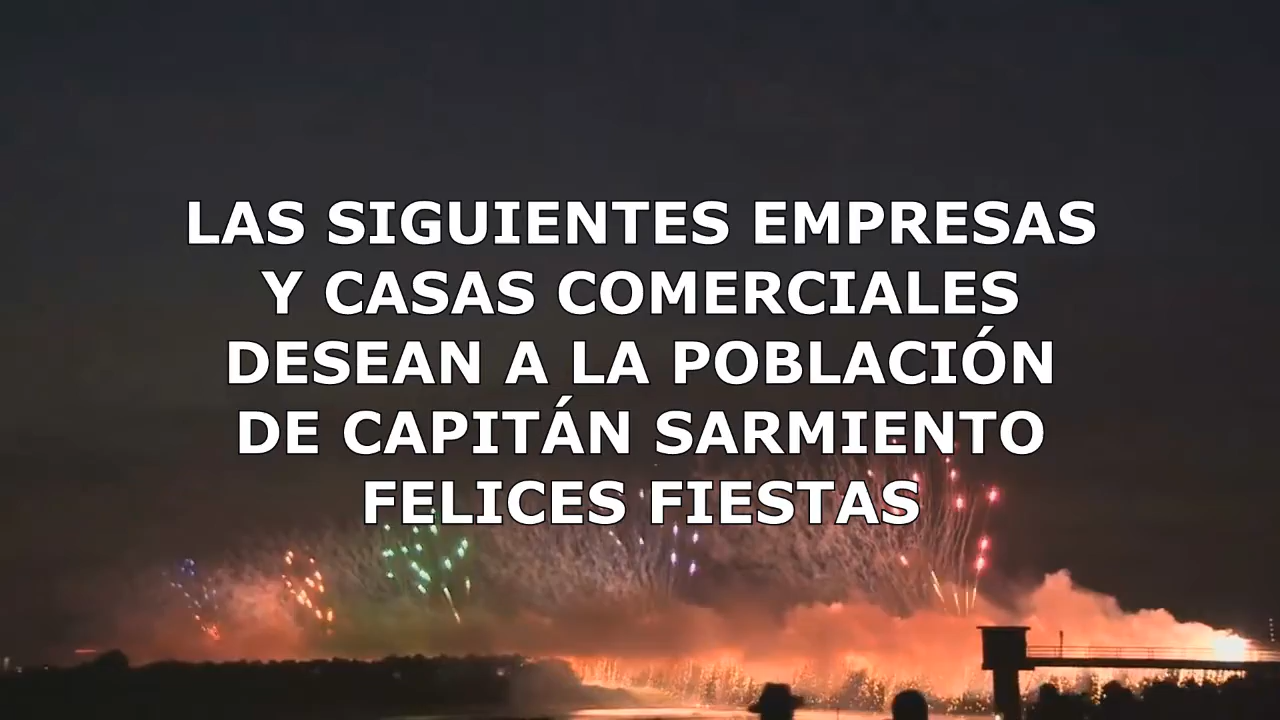 LAS SIGUIENTES EMPRESAS
Y CASAS COMERCIALES
DESEAN A LA POBLACIÓN
DE CAPITÁN SARMIENTO
FELICES FIESTAS